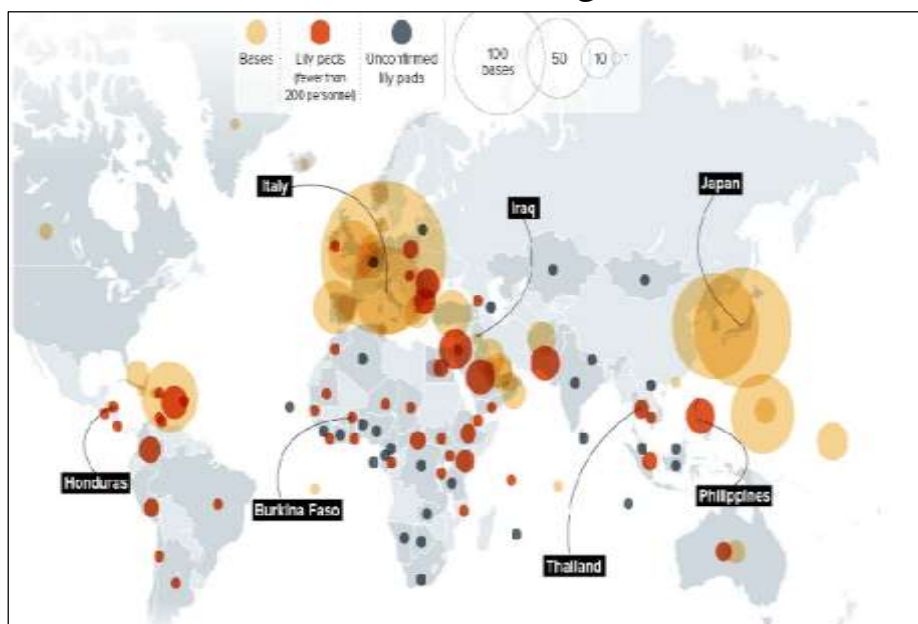 Bases
Lily pads
(fewer than
200 personnel)
Unconfirmed
lily pads
100
bases
50
10
Italy
Iraq
Japan
Honduras
Burkina Faso
Thailand
Philippines